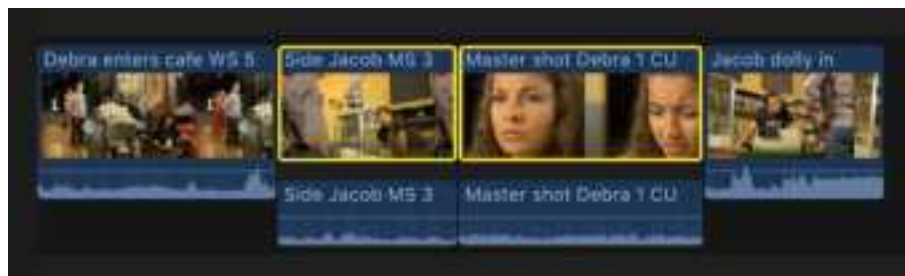 Debra enters cafe WS 5
Side Jacob MS 3
Master shot Debra 1 CU
Jacob dolly in
Side Jacob MS 3
Master shot Debra 1 CU